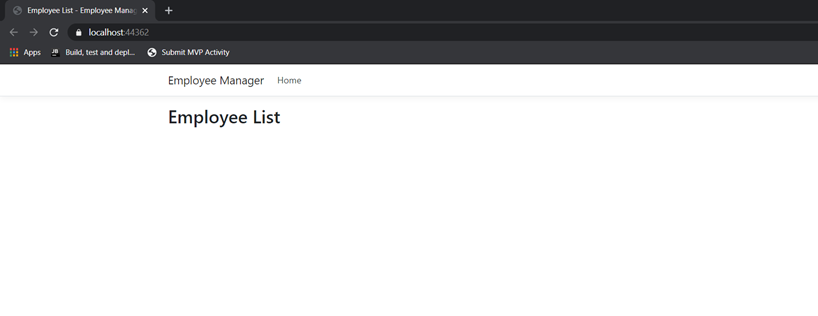 Employee List - Employee Manag
localhost:44362
Apps
JB
Build, test and depl...
Submit MVP Activity
Employee Manager
Home
Employee List